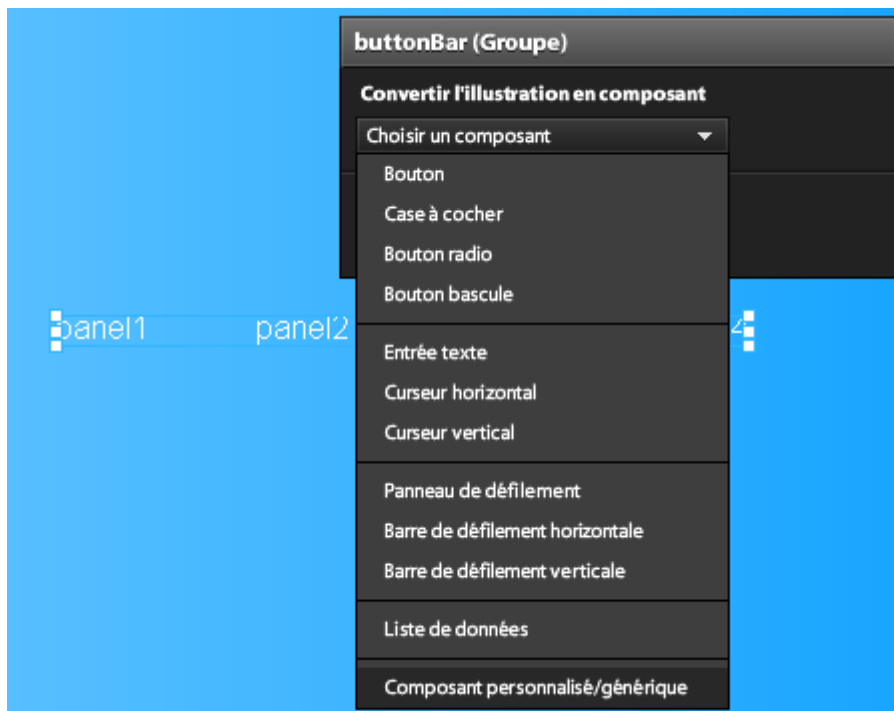 buttonBar (Groupe)
Convertir l'illustration en composant
Choisir un composant
Bouton
Case à cocher
Bouton radio
Bouton bascule
panel1 panel2 4
Entrée texte
Curseur horizontal
Curseur vertical
Panneau de défilement
Barre de défilement horizontale
Barre de défilement verticale
Liste de données
Composant personnalisé/générique